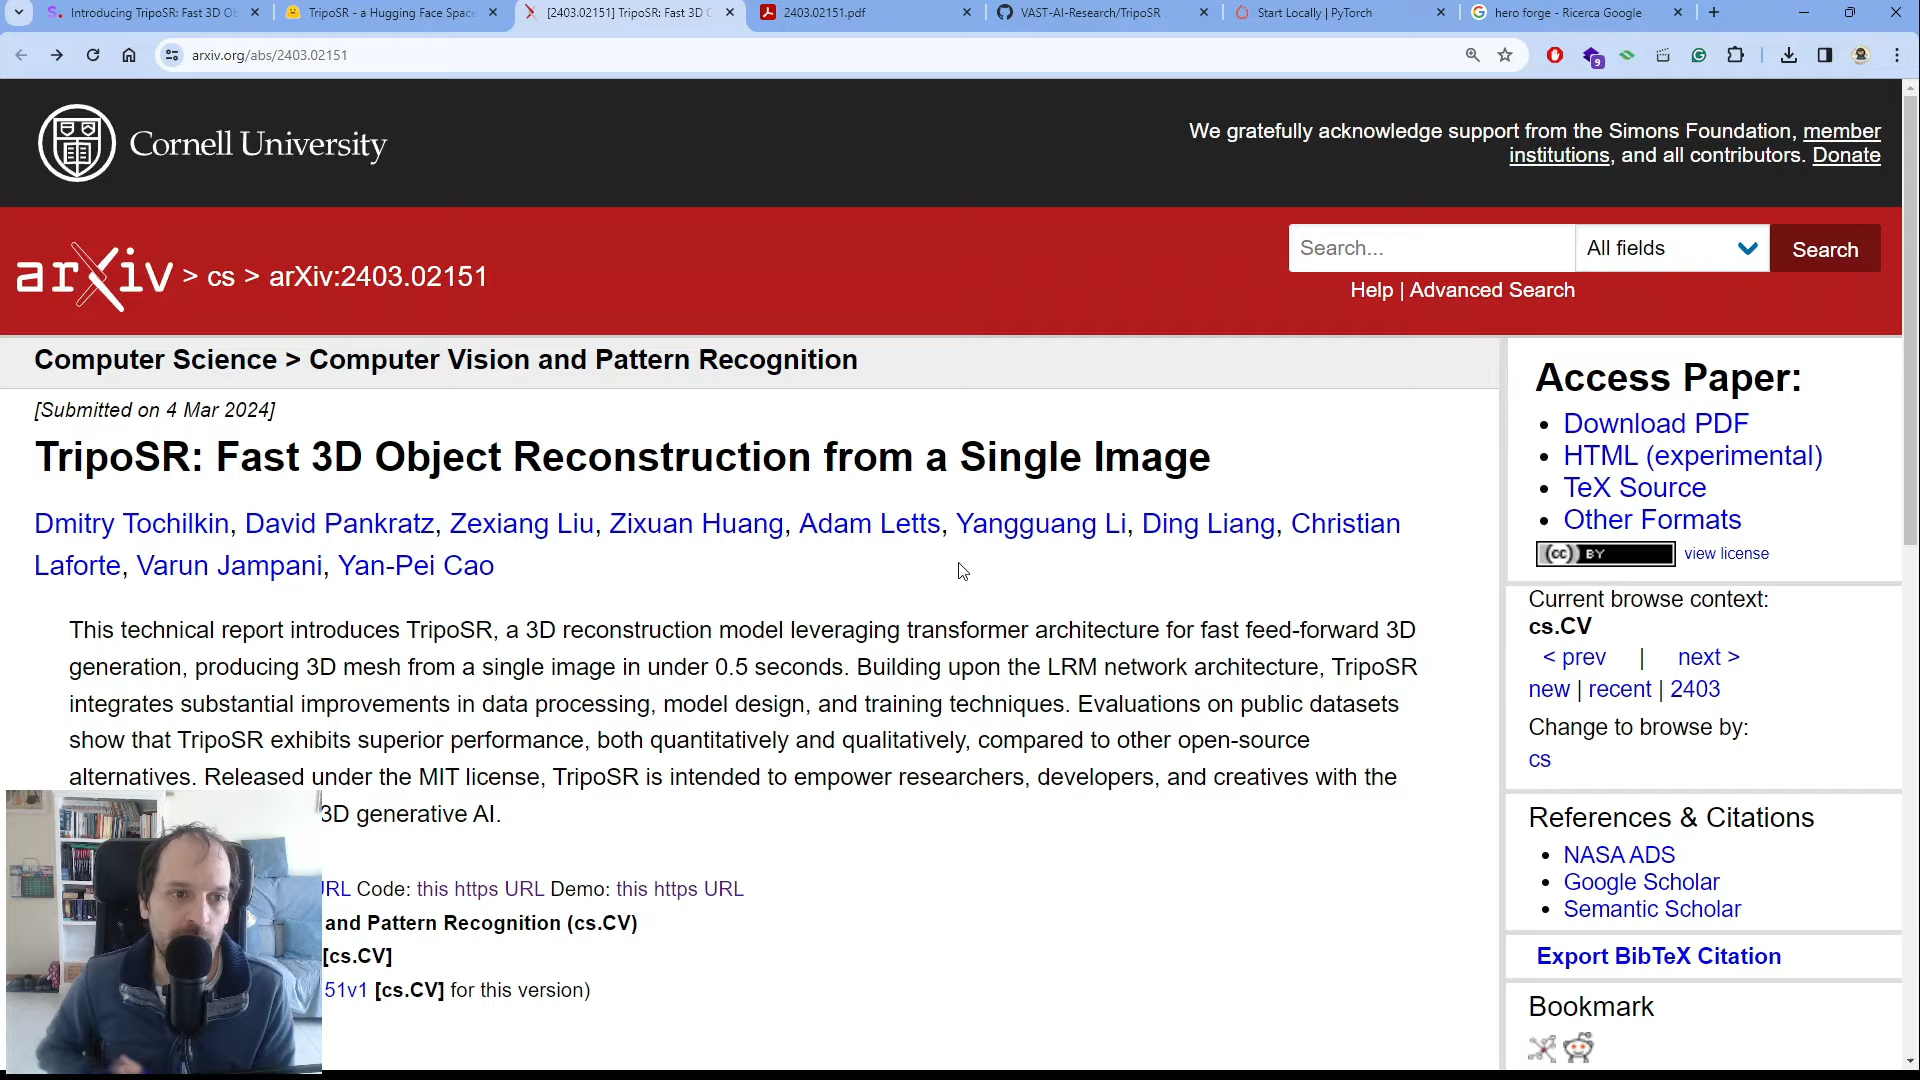 Introducing TripoSR: Fast 3D Ob
TripoSR - a Hugging Face Space
[2403.02151] TripoSR: Fast 3D O
2403.02151.pdf
VAST-AI-Research/TripoSR
Start Locally | PyTorch
hero forge - Ricerca Google
arxiv.org/abs/2403.02151
9
Cornell University
We gratefully acknowledge support from the Simons Foundation, member
institutions, and all contributors. Donate
arXiv > cs > arXiv:2403.02151
Search...
All fields
Search
Help | Advanced Search
Computer Science > Computer Vision and Pattern Recognition
[Submitted on 4 Mar 2024]
TripoSR: Fast 3D Object Reconstruction from a Single Image
Dmitry Tochilkin, David Pankratz, Zexiang Liu, Zixuan Huang, Adam Letts, Yangguang Li, Ding Liang, Christian
Laforte, Varun Jampani, Yan-Pei Cao
This technical report introduces TripoSR, a 3D reconstruction model leveraging transformer architecture for fast feed-forward 3D
generation, producing 3D mesh from a single image in under 0.5 seconds. Building upon the LRM network architecture, TripoSR
integrates substantial improvements in data processing, model design, and training techniques. Evaluations on public datasets
show that TripoSR exhibits superior performance, both quantitatively and qualitatively, compared to other open-source
alternatives. Released under the MIT license, TripoSR is intended to empower researchers, developers, and creatives with the
3D generative AI.
URL Code: this https URL Demo: this https URL
and Pattern Recognition (cs.CV)
[cs.CV]
51v1 [cs.CV] for this version)
Access Paper:
Download PDF
HTML (experimental)
TeX Source
Other Formats
(cc) BY
view license
Current browse context:
cs.CV
< prev | next >
new | recent | 2403
Change to browse by:
cs
References & Citations
NASA ADS
Google Scholar
Semantic Scholar
Export BibTeX Citation
Bookmark